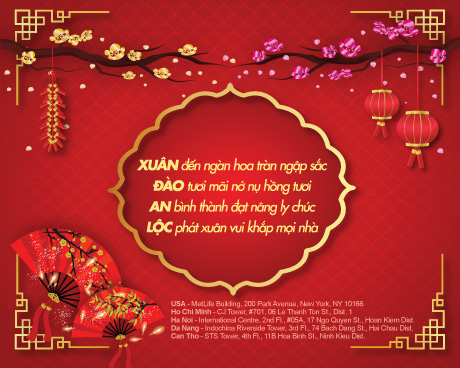 XUÂN đến ngàn hoa tràn ngập sắc
ĐÀO tươi mãi nở nụ hồng tươi
AN bình thành đạt nâng ly chúc
LỘC phát xuân vui khắp mọi nhà
USA - MetLife Building, 200 Park Avenue, New York, NY 10166
Ho Chi Minh - CJ Tower, #701, 06 Le Thanh Ton St., Dist. 1
Ha Noi - International Centre, 2nd Fl., #05A, 17 Ngo Quyen St., Hoan Kiem Dist.
Da Nang - Indochina Riverside Tower, 3rd Fl., 74 Bach Dang St., Hai Chau Dist.
Can Tho - STS Tower, 4th Fl., 11B Hoa Binh St., Ninh Kieu Dist.